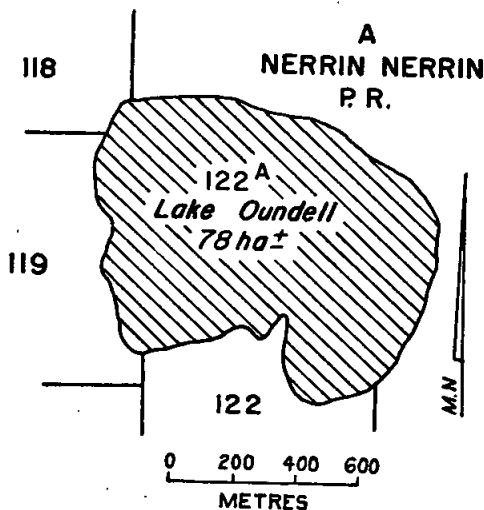 A
NERRIN NERRIN
P. R.
118
122A
Lake Oundell
78 ha ±
119
122
M.N
0 200 400 600
METRES